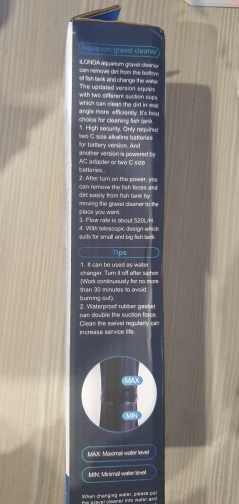 Aquarium gravel cleaner
iLONDA aquarium gravel cleaner
can remove dirt from the bottom
of fish tank and change the water.
The updated version equips
with two different suction cups,
which can clean the dirt in wall
angle more efficiently. It's best
choice for cleaning fish tank.
1. High security. Only required
two C size alkaline batteries
for battery version. And
another version is powered by
AC adapter or two C size
batteries..
2. After turn on the power, you
can remove the fish feces and
dirt easily from fish tank by
moving the gravel cleaner to the
place you went.
3. Flow rate is about 520L/H
4. With telescopic design which
suits for small and big fish tank.
Tips
1. It can be used as water
changer. Turn it off after siphon
(Work continuously for no more
than 30 minutes to avoid
burning out).
2. Waterproof rubber gasket
can double the suction force.
Clean the swivel regularly can
increase service life.
MAX
MIN
MAX: Maximal water level
MIN: Minimal water level
When changing water, please put
the gravel cleaner into water and